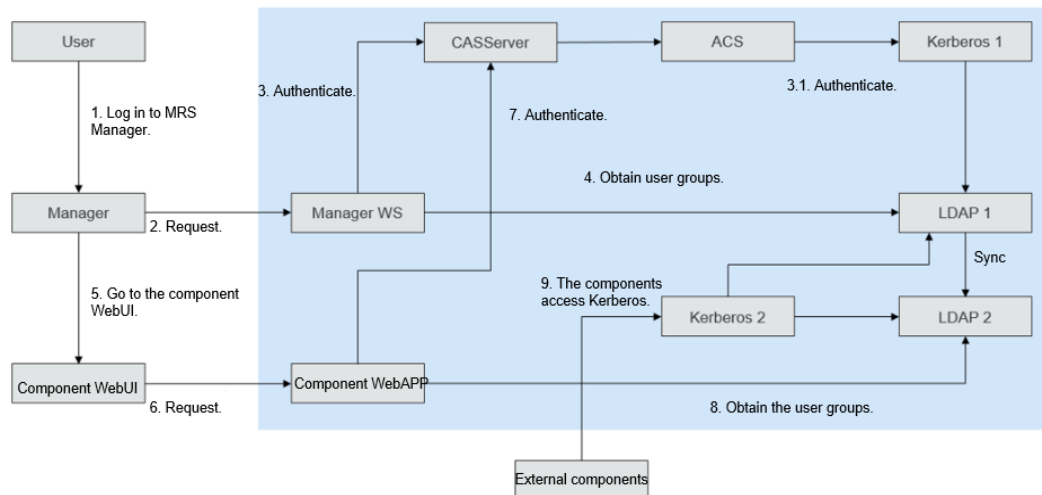 User
CASServer
ACS
Kerberos 1
3. Authenticate.
3.1. Authenticate.
1. Log in to MRS
Manager.
7. Authenticate.
4. Obtain user groups.
Manager
2. Request.
Manager WS
LDAP 1
Sync
5. Go to the component
WebUI.
9. The components
access Kerberos.
Kerberos 2
LDAP 2
Component WebUI
6. Request.
Component WebAPP
8. Obtain the user groups.
External components